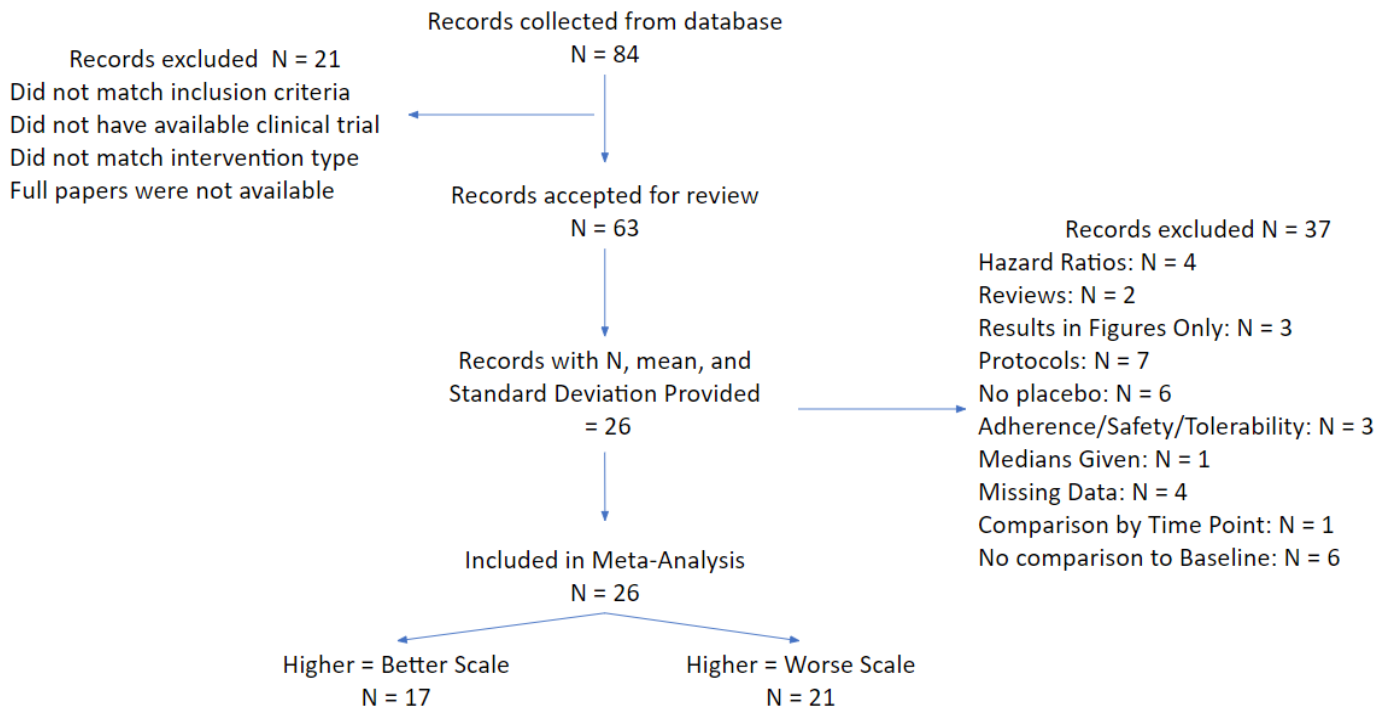 Records collected from database
N = 84
Records excluded  N = 21
Did not match inclusion criteria
Did not have available clinical trial
Did not match intervention type
Full papers were not available
Records accepted for review
N = 63
Records excluded N = 37
Hazard Ratios: N = 4
Reviews: N = 2
Results in Figures Only: N = 3
Protocols: N = 7
No placebo: N = 6
Adherence/Safety/Tolerability: N = 3
Medians Given: N = 1
Missing Data: N = 4
Comparison by Time Point: N = 1
No comparison to Baseline: N = 6
Records with N, mean, and
Standard Deviation Provided
= 26
Included in Meta-Analysis
N = 26
Higher = Better Scale
N = 17
Higher = Worse Scale
N = 21